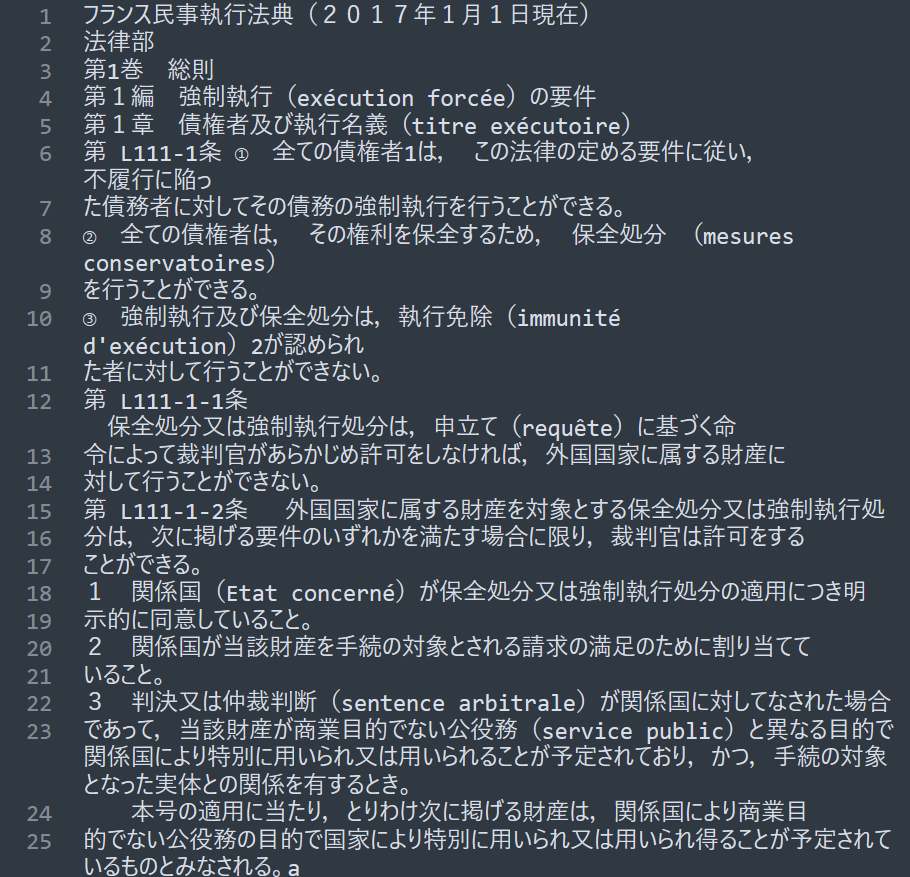 1 フランス民事執行法典（２０１７年１月１日現在）
2 法律部
3 第1巻　総則
4 第１編　強制執行（exécution forcée）の要件
5 第１章　債権者及び執行名義（titre exécutoire）
6 第 L111-1条 ①　全ての債権者1は,　この法律の定める要件に従い,
不履行に陥っ
7 た債務者に対してその債務の強制執行を行うことができる。
8 ②　全ての債権者は,　その権利を保全するため,　保全処分　（mesures
conservatoires）
9 を行うことができる。
10 ③　強制執行及び保全処分は, 執行免除（immunité
d'exécution）2が認められ
11 た者に対して行うことができない。
12 第 L111-1-1条
　保全処分又は強制執行処分は, 申立て（requête）に基づく命
13 令によって裁判官があらかじめ許可をしなければ, 外国国家に属する財産に
14 対して行うことができない。
15 第 L111-1-2条　 外国国家に属する財産を対象とする保全処分又は強制執行処
16 分は, 次に掲げる要件のいずれかを満たす場合に限り, 裁判官は許可をする
17 ことができる。
18 １　関係国（Etat concerné）が保全処分又は強制執行処分の適用につき明
19 示的に同意していること。
20 ２　関係国が当該財産を手続の対象とされる請求の満足のために割り当てて
21 いること。
22 ３　判決又は仲裁判断（sentence arbitrale）が関係国に対してなされた場合
23 であって, 当該財産が商業目的でない公役務（service public）と異なる目的で
関係国により特別に用いられ又は用いられることが予定されており, かつ, 手続の対象
となった実体との関係を有するとき。
24 　　本号の適用に当たり, とりわけ次に掲げる財産は, 関係国により商業目
25 的でない公役務の目的で国家により特別に用いられ又は用いられ得ることが予定されて
いるものとみなされる。a